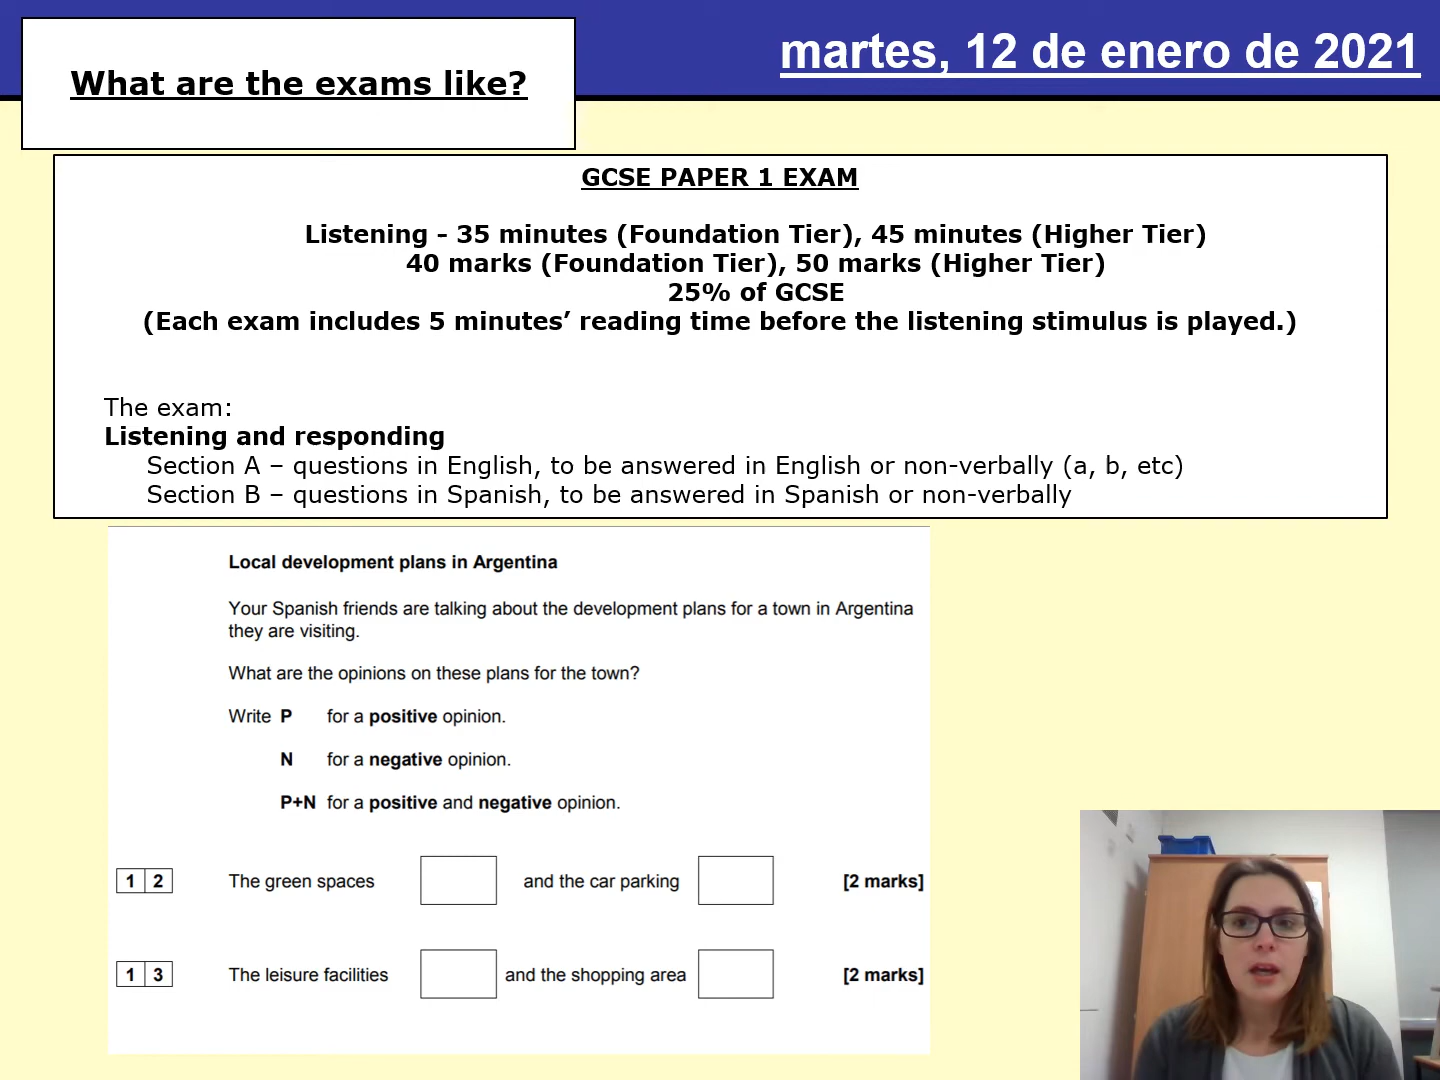 What are the exams like?
martes, 12 de enero de 2021
GCSE PAPER 1 EXAM
Listening - 35 minutes (Foundation Tier), 45 minutes (Higher Tier)
40 marks (Foundation Tier), 50 marks (Higher Tier)
25% of GCSE
(Each exam includes 5 minutes’ reading time before the listening stimulus is played.)
The exam:
Listening and responding
Section A – questions in English, to be answered in English or non-verbally (a, b, etc)
Section B – questions in Spanish, to be answered in Spanish or non-verbally
Local development plans in Argentina
Your Spanish friends are talking about the development plans for a town in Argentina
they are visiting.
What are the opinions on these plans for the town?
Write P for a positive opinion.
N for a negative opinion.
P+N for a positive and negative opinion.
1 2 The green spaces and the car parking [2 marks]
1 3 The leisure facilities and the shopping area [2 marks]